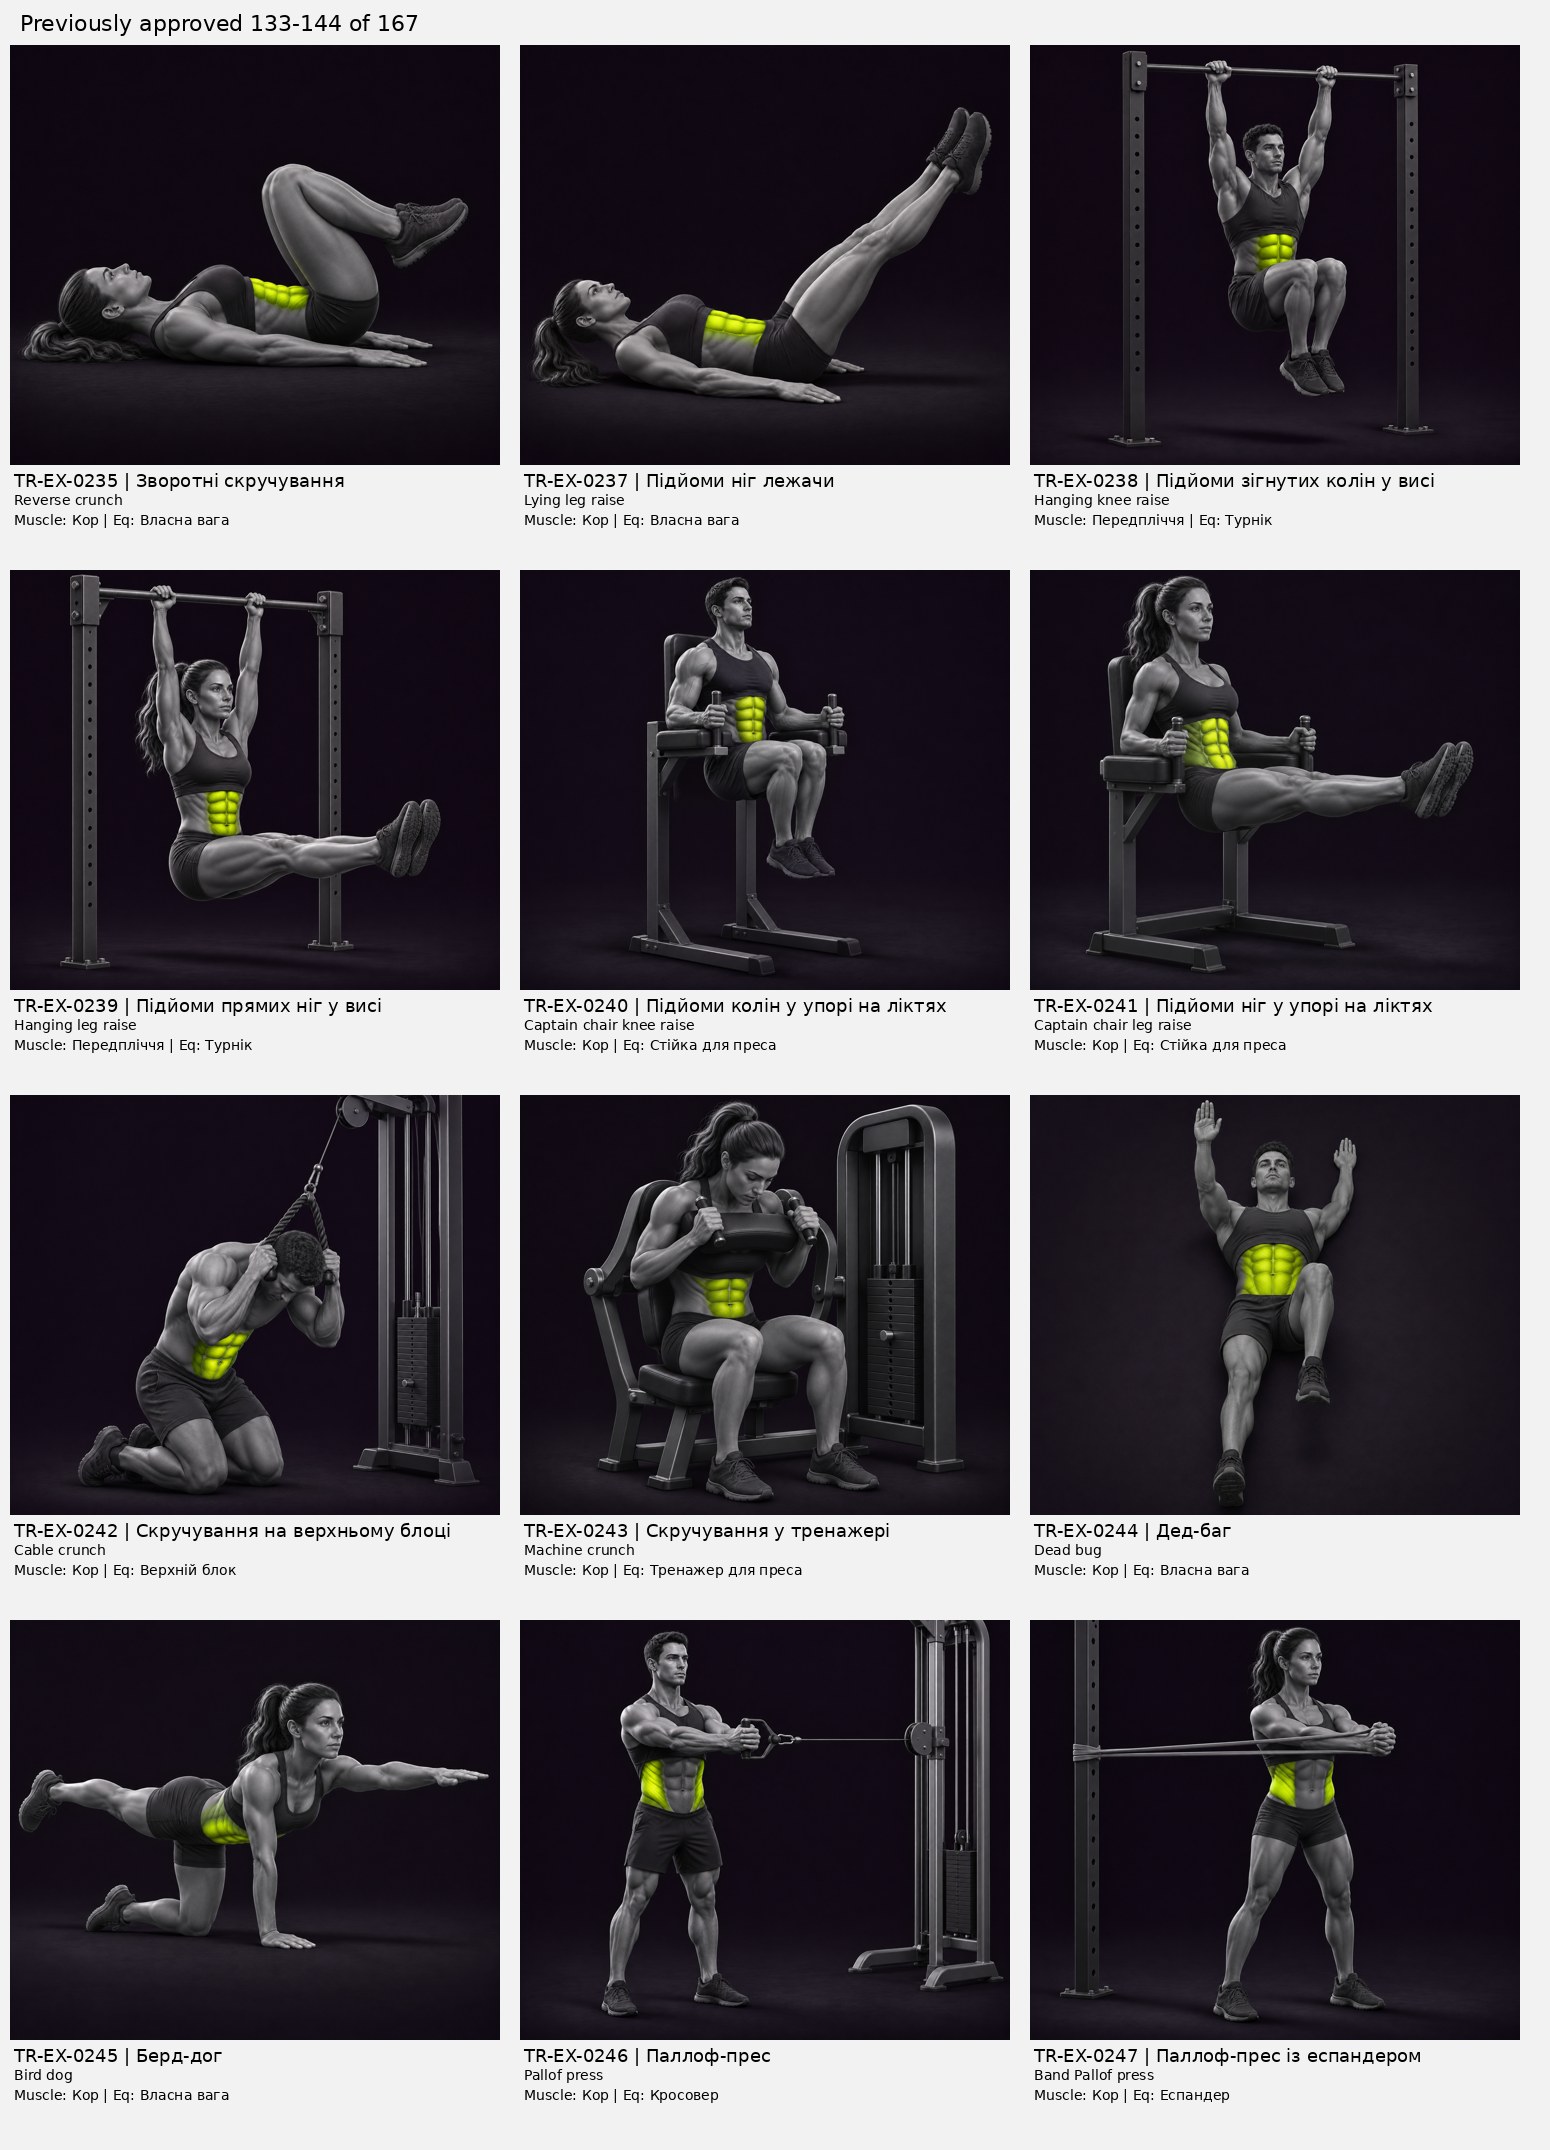 Previously approved 133-144 of 167
TR-EX-0235 | Зворотні скручування
Reverse crunch
Muscle: Кор | Eq: Власна вага
TR-EX-0237 | Підйоми ніг лежачи
Lying leg raise
Muscle: Кор | Eq: Власна вага
TR-EX-0238 | Підйоми зігнутих колін у висі
Hanging knee raise
Muscle: Передпліччя | Eq: Турнік
TR-EX-0239 | Підйоми прямих ніг у висі
Hanging leg raise
Muscle: Передпліччя | Eq: Турнік
TR-EX-0240 | Підйоми колін у упорі на ліктях
Captain chair knee raise
Muscle: Кор | Eq: Стійка для преса
TR-EX-0241 | Підйоми ніг у упорі на ліктях
Captain chair leg raise
Muscle: Кор | Eq: Стійка для преса
TR-EX-0242 | Скручування на верхньому блоці
Cable crunch
Muscle: Кор | Eq: Верхній блок
TR-EX-0243 | Скручування у тренажері
Machine crunch
Muscle: Кор | Eq: Тренажер для преса
TR-EX-0244 | Дед-баг
Dead bug
Muscle: Кор | Eq: Власна вага
TR-EX-0245 | Берд-дог
Bird dog
Muscle: Кор | Eq: Власна вага
TR-EX-0246 | Паллоф-прес
Pallof press
Muscle: Кор | Eq: Кросовер
TR-EX-0247 | Паллоф-прес із еспандером
Band Pallof press
Muscle: Кор | Eq: Еспандер